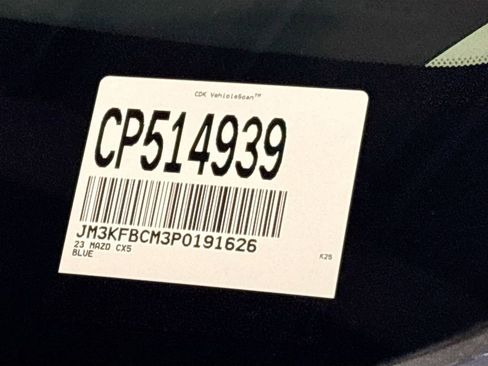 CDK VehicleScan™
CP514939
JM3KFBCM3P0191626
23 MAZD CX5
BLUE
K25